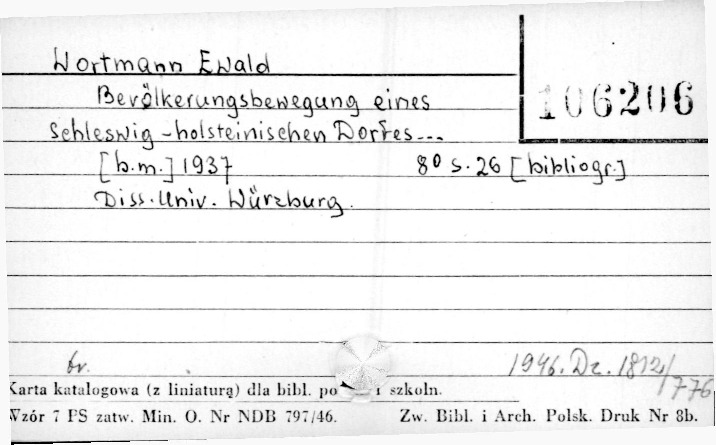 Wortmann Ewald
106206
Bevölkerungsbewegung eines
schleswig-holsteinischen Dorfes...
[b.m.] 1937 8° s. 26 [bibliogr.]
Diss. Univ. Würzburg.
br. 1946. Dz. 1812/776
Karta katalogowa (z liniaturą) dla bibl. po i szkoln.
Wzór 7 PS zatw. Min. O. Nr NDB 797/46. Zw. Bibl. i Arch. Polsk. Druk Nr 8b.